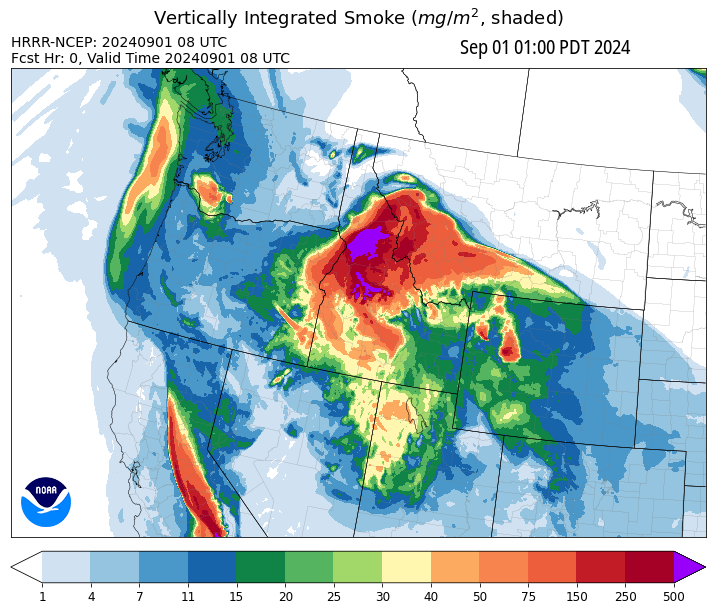 Vertically Integrated Smoke (mg/m², shaded)
HRRR-NCEP: 20240901 08 UTC
Sep 01 01:00 PDT 2024
Fcst Hr: 0, Valid Time 20240901 08 UTC
NOAA
1 4 7 11 15 20 25 30 40 50 75 150 250 500